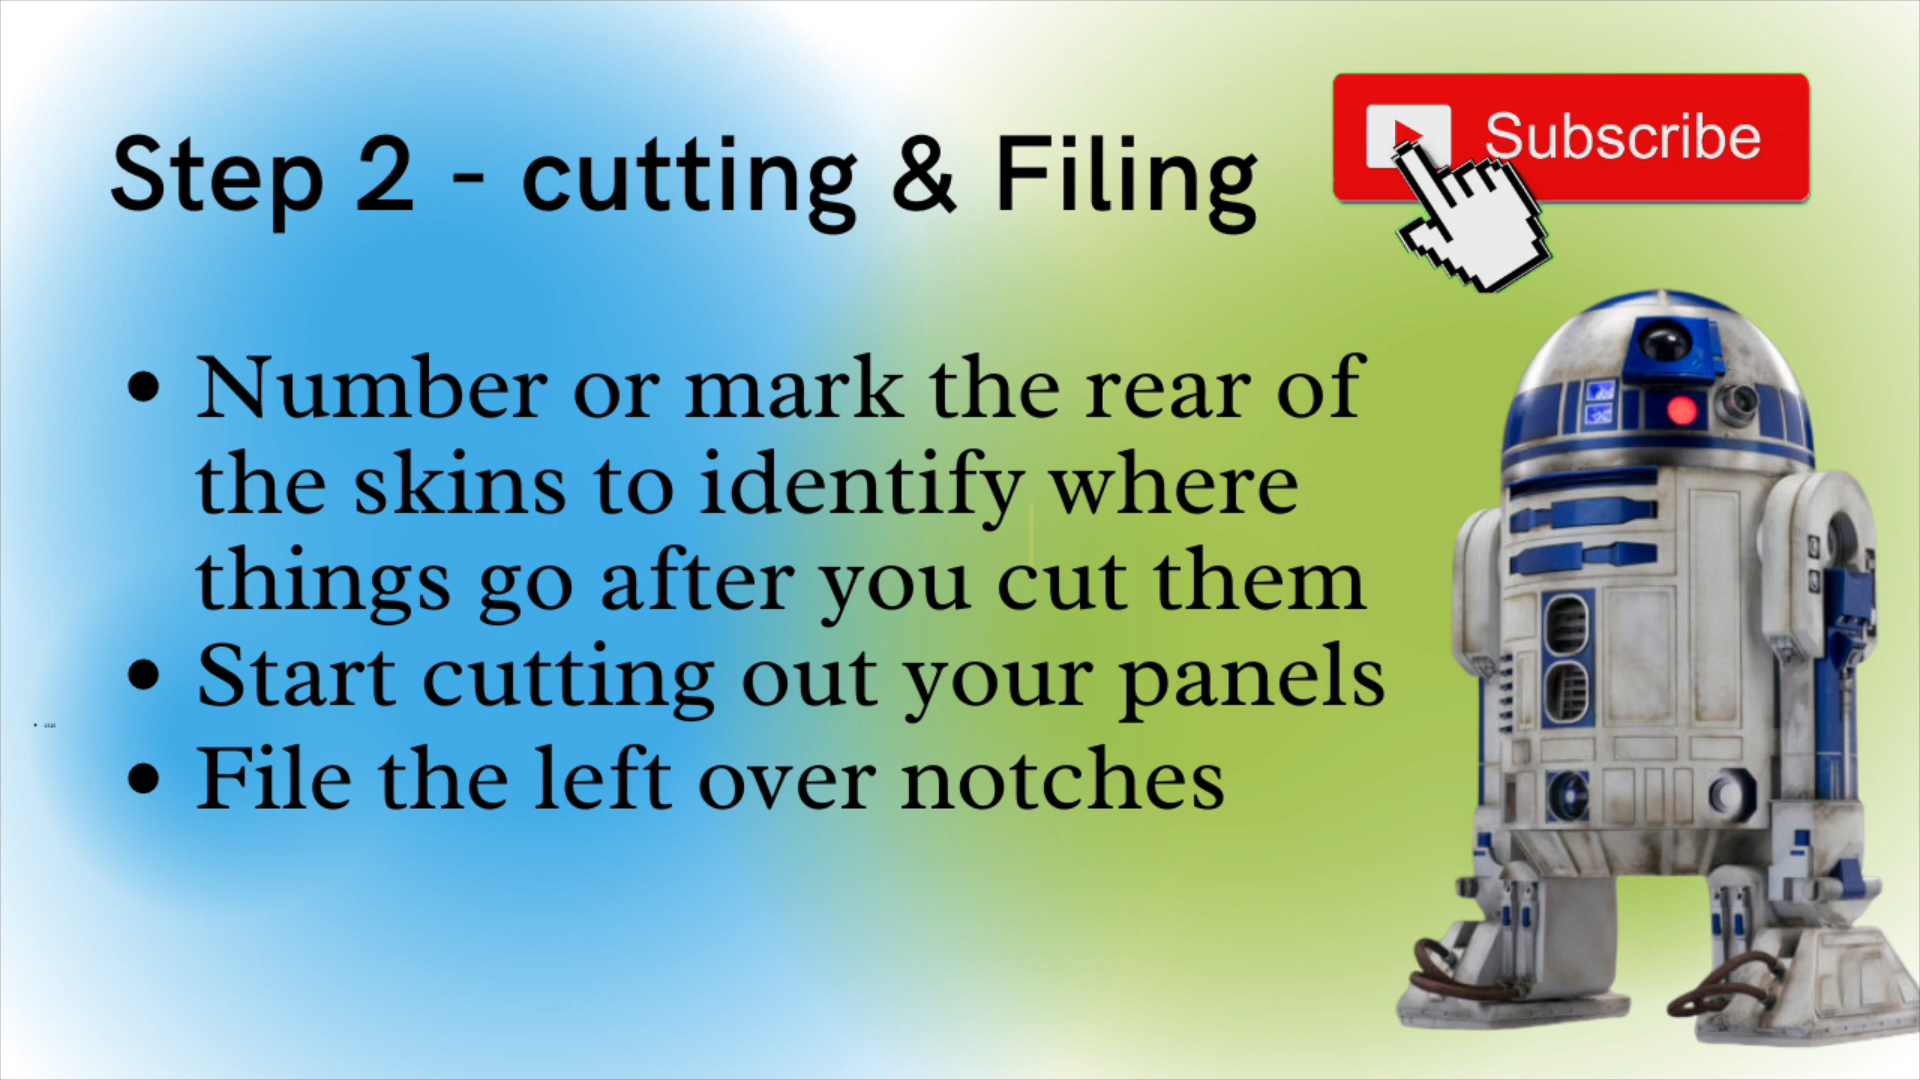 Step 2 - cutting & Filing
Subscribe
• Number or mark the rear of
the skins to identify where
things go after you cut them
• Start cutting out your panels
• File the left over notches